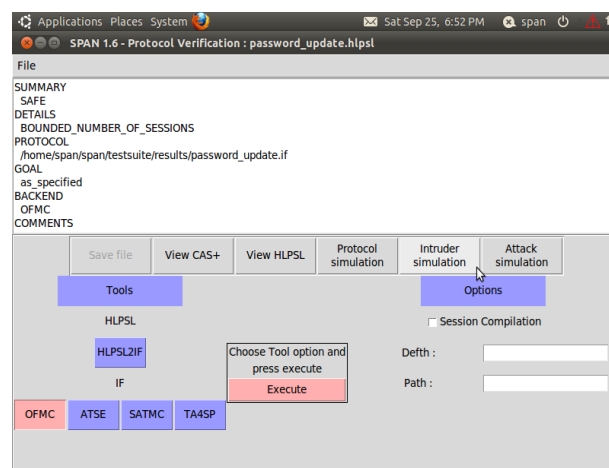 Applications Places System Sat Sep 25, 6:52 PM span
SPAN 1.6 - Protocol Verification : password_update.hlpsl
File
SUMMARY
SAFE
DETAILS
BOUNDED_NUMBER_OF_SESSIONS
PROTOCOL
/home/span/span/testsuite/results/password_update.if
GOAL
as_specified
BACKEND
OFMC
COMMENTS
Save file View CAS+ View HLPSL Protocol simulation Intruder simulation Attack simulation
Tools Options
HLPSL Session Compilation
HLPSL2IF Choose Tool option and press execute Defth :
IF Execute Path :
OFMC ATSE SATMC TA4SP